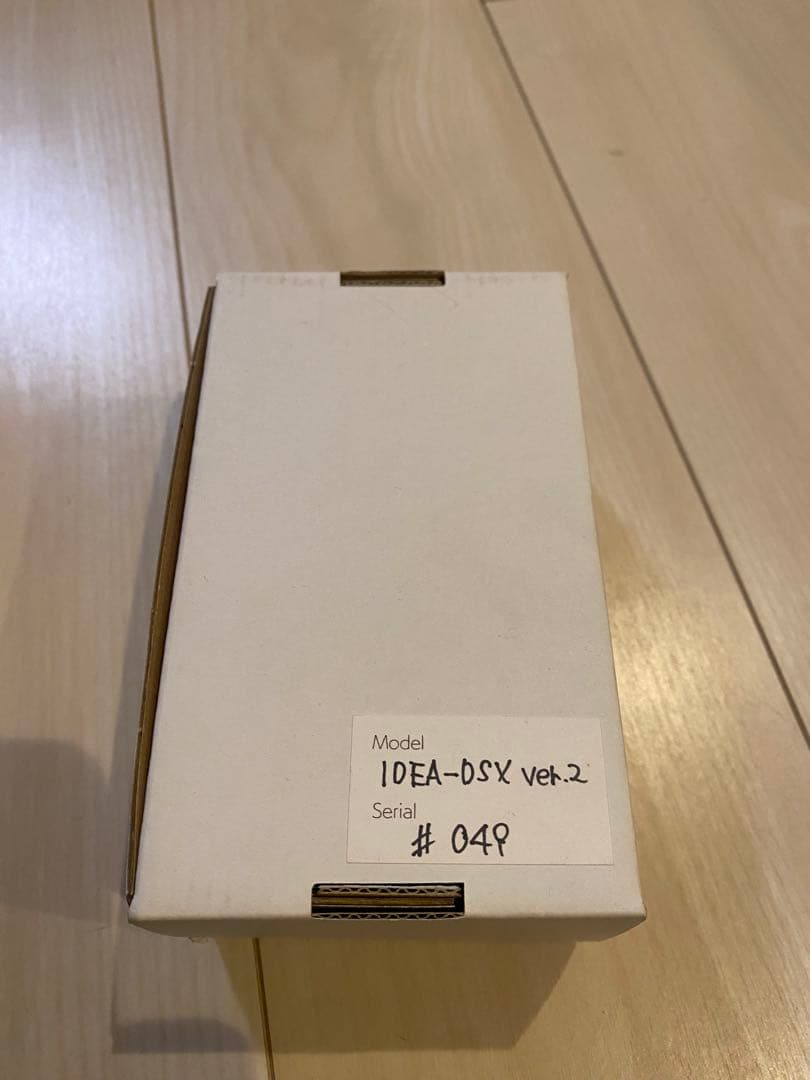 Model
IDEA-DSX ver.2
Serial
# 049